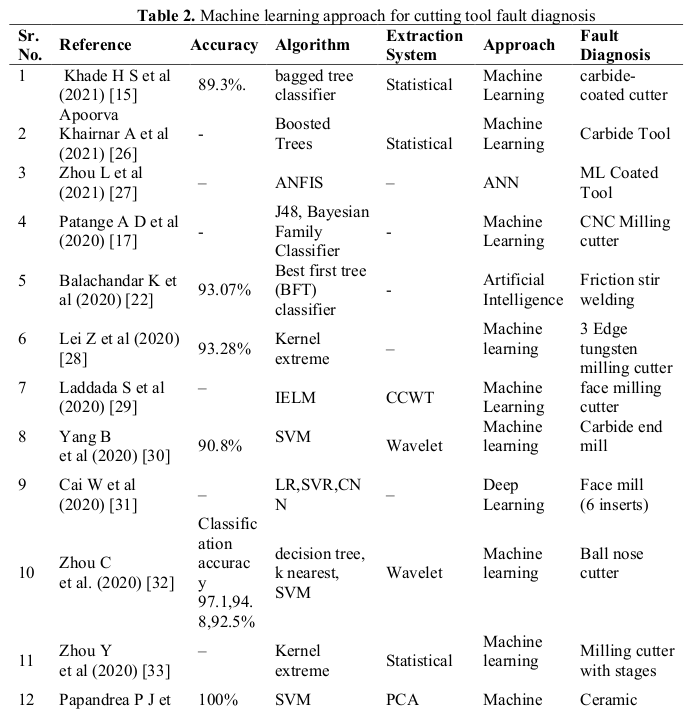 Table 2. Machine learning approach for cutting tool fault diagnosis
Sr. No. Reference Accuracy Algorithm Extraction System Approach Fault Diagnosis
1 Khade H S et al (2021) [15] 89.3%. bagged tree classifier Statistical Machine Learning carbide-coated cutter
2 Apoorva Khairnar A et al (2021) [26] - Boosted Trees Statistical Machine Learning Carbide Tool
3 Zhou L et al (2021) [27] – ANFIS – ANN ML Coated Tool
4 Patange A D et al (2020) [17] - J48, Bayesian Family Classifier - Machine Learning CNC Milling cutter
5 Balachandar K et al (2020) [22] 93.07% Best first tree (BFT) classifier - Artificial Intelligence Friction stir welding
6 Lei Z et al (2020) [28] 93.28% Kernel extreme – Machine learning 3 Edge tungsten milling cutter
7 Laddada S et al (2020) [29] – IELM CCWT Machine Learning face milling cutter
8 Yang B et al (2020) [30] 90.8% SVM Wavelet Machine learning Carbide end mill
9 Cai W et al (2020) [31] – LR,SVR,CNN – Deep Learning Face mill (6 inserts)
10 Zhou C et al. (2020) [32] Classification accuracy 97.1,94.8,92.5% decision tree, k nearest, SVM Wavelet Machine learning Ball nose cutter
11 Zhou Y et al (2020) [33] – Kernel extreme Statistical Machine learning Milling cutter with stages
12 Papandrea P J et 100% SVM PCA Machine Ceramic